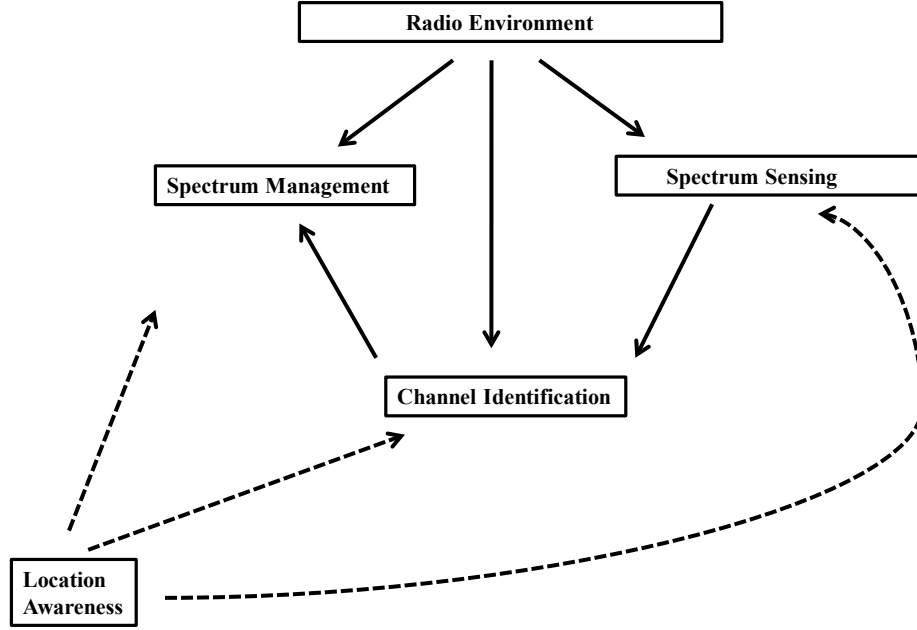 Radio Environment
Spectrum Management
Spectrum Sensing
Channel Identification
Location
Awareness